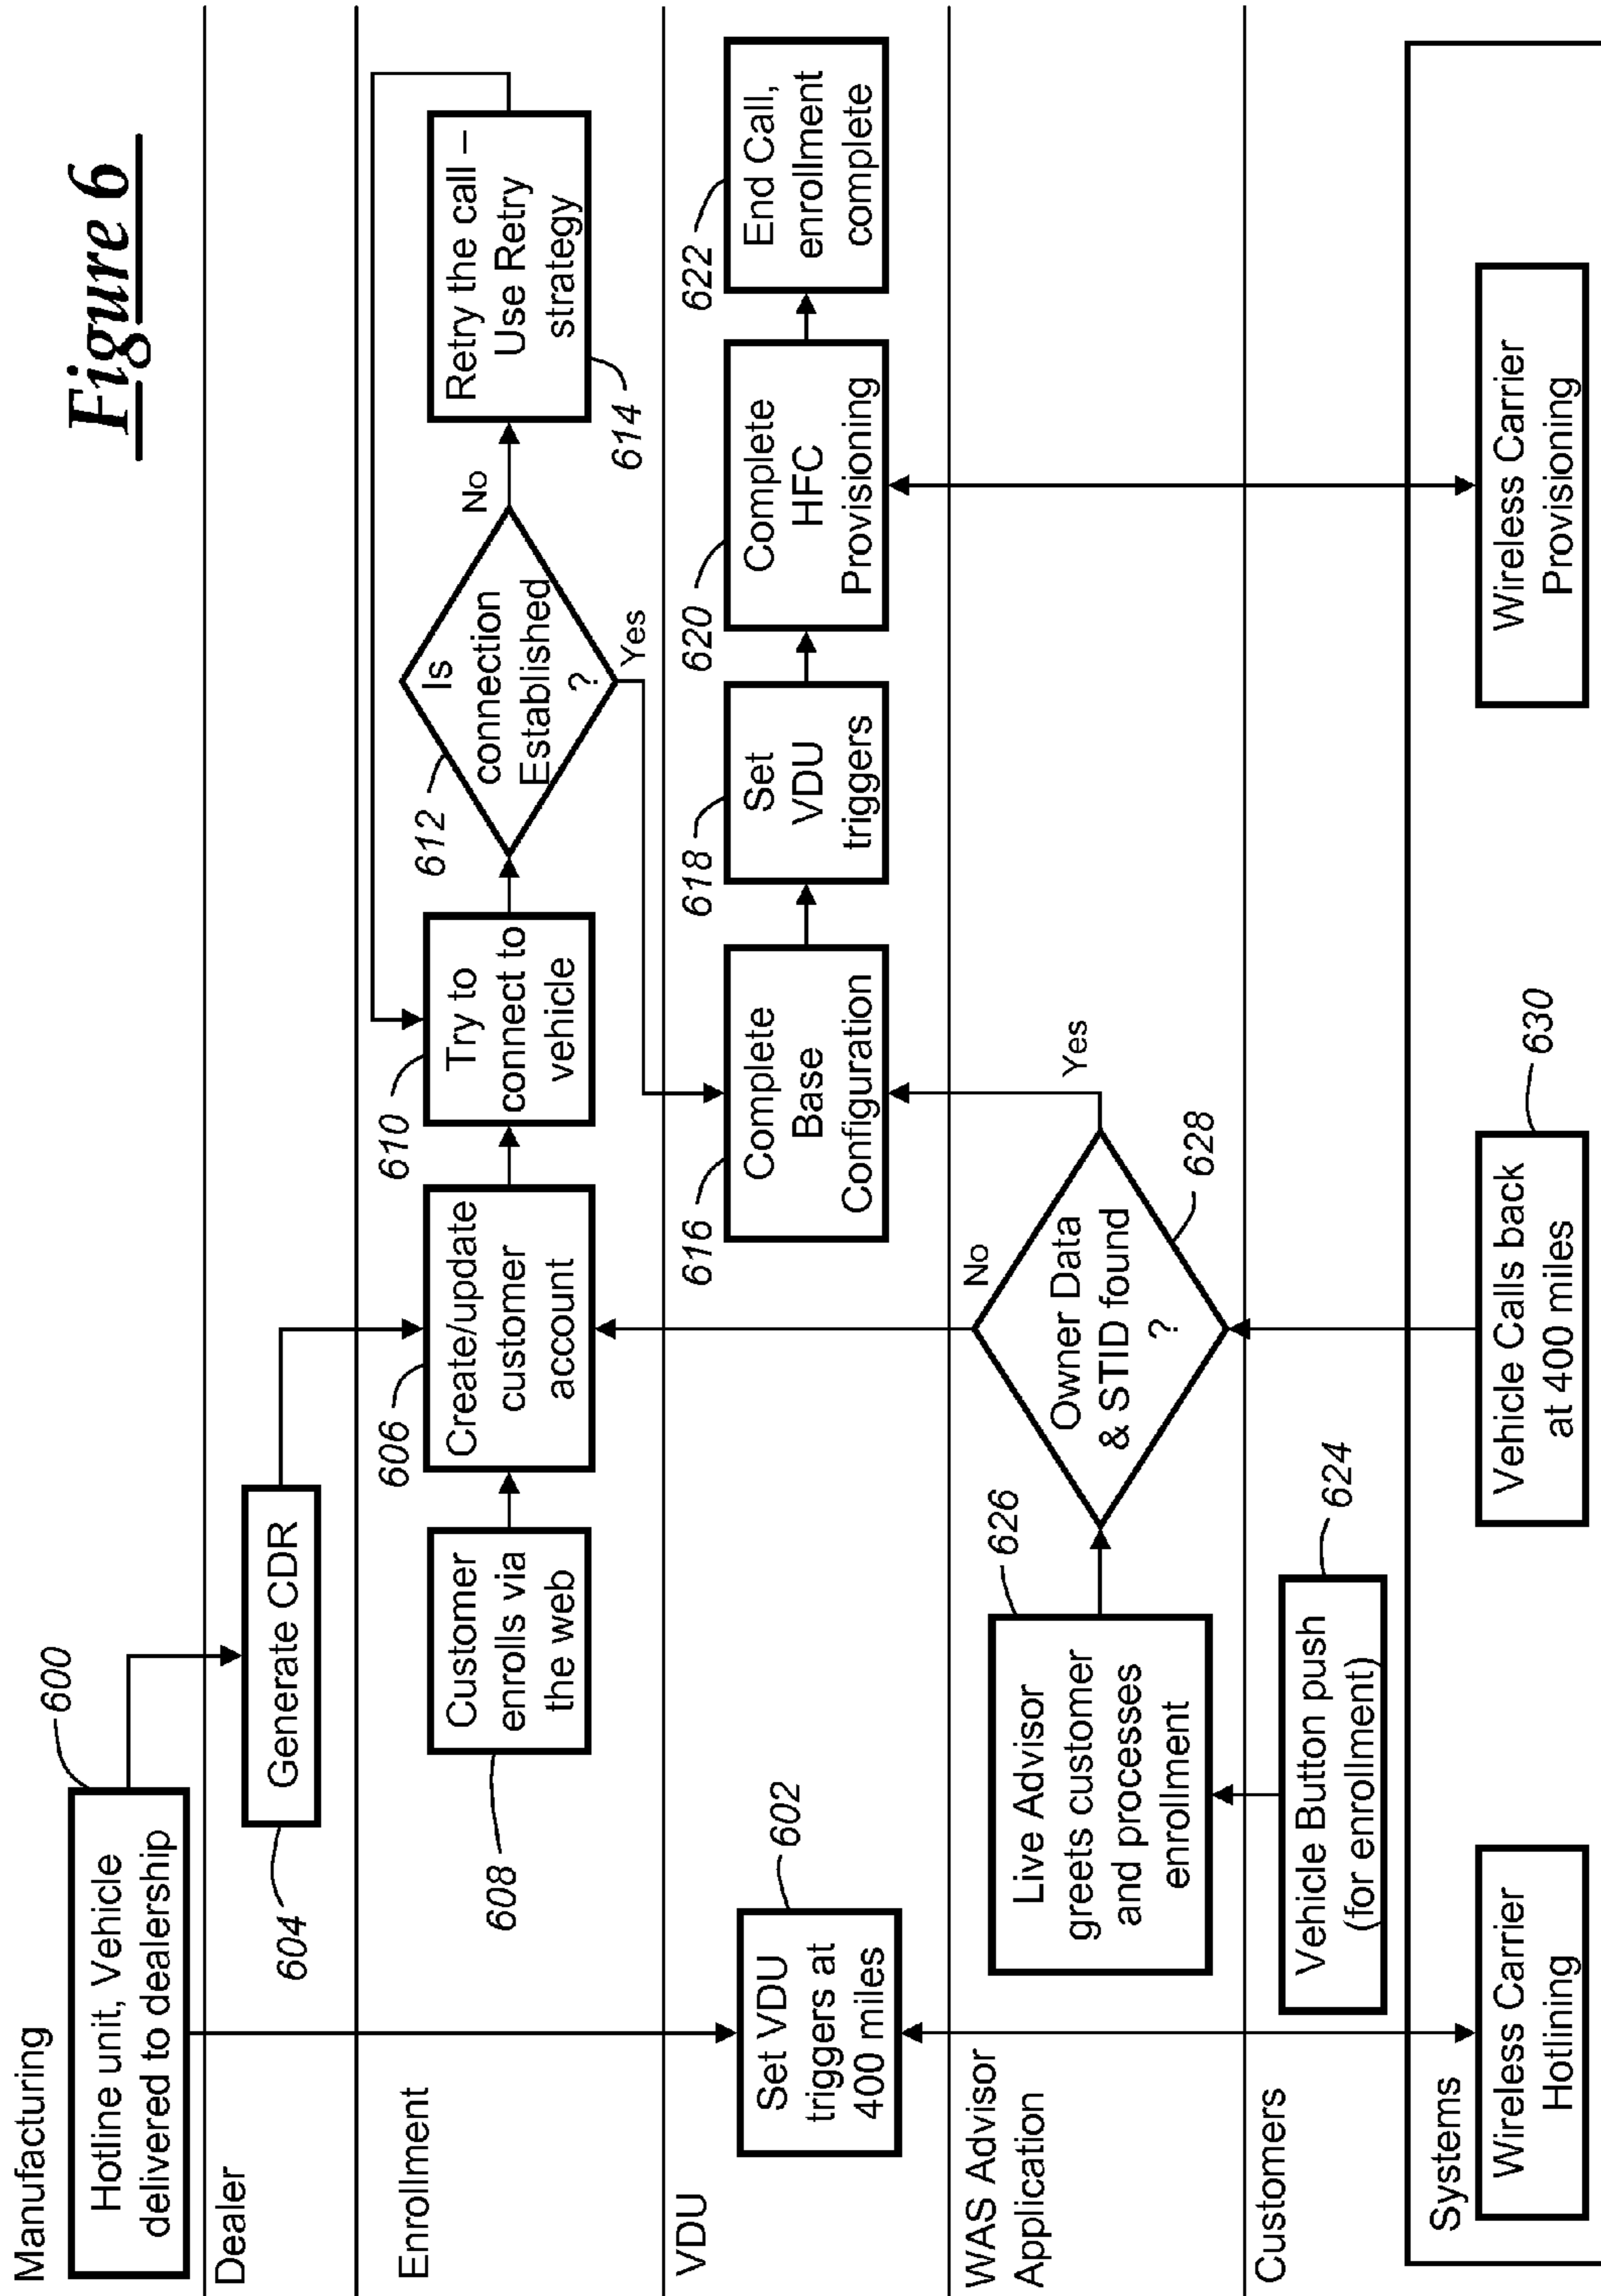 Figure 6
Manufacturing
Hotline unit, Vehicle
delivered to dealership
600
Dealer
604
Generate CDR
Enrollment
608
Customer
enrolls via
the web
606
Create/update
customer
account
610
Try to
connect to
vehicle
612
Is
connection
Established
?
No
Yes
Retry the call –
Use Retry
strategy
614
VDU
Set VDU
triggers at
400 miles
602
616
Complete
Base
Configuration
618
Set
VDU
triggers
620
Complete
HFC
Provisioning
622
End Call,
enrollment
complete
WAS Advisor
Application
Live Advisor
greets customer
and processes
enrollment
626
Owner Data
& STID found
?
No
Yes
628
Customers
Vehicle Button push
(for enrollment)
624
Systems
Wireless Carrier
Hotlining
Vehicle Calls back
at 400 miles
630
Wireless Carrier
Provisioning